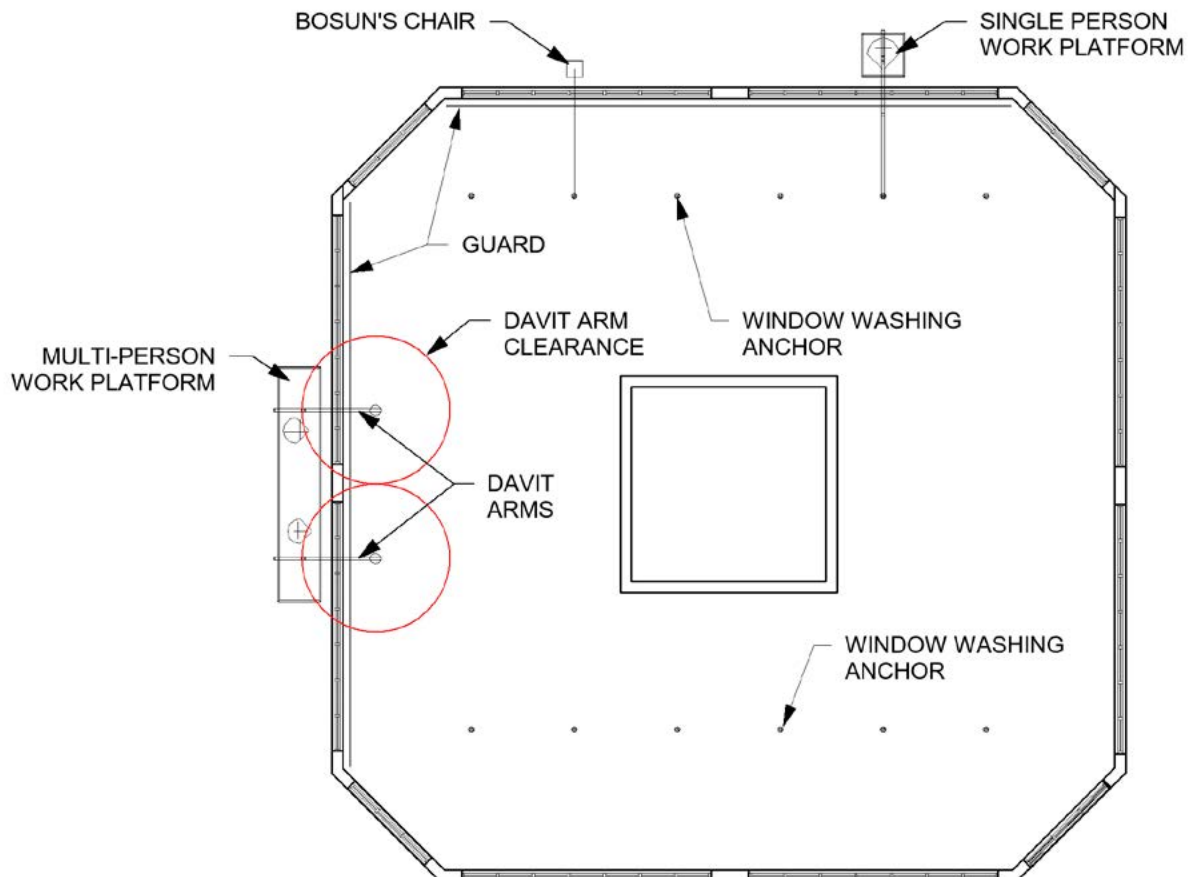 BOSUN'S CHAIR
SINGLE PERSON
WORK PLATFORM
GUARD
DAVIT ARM
CLEARANCE
WINDOW WASHING
ANCHOR
MULTI-PERSON
WORK PLATFORM
DAVIT
ARMS
WINDOW WASHING
ANCHOR